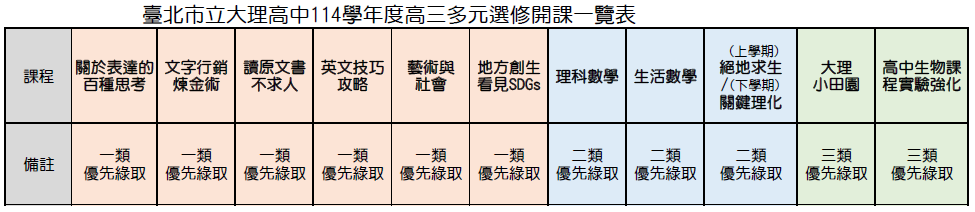 臺北市立大理高中114學年度高三多元選修開課一覽表
課程
關於表達的
百種思考
文字行銷
煉金術
讀原文書
不求人
英文技巧
攻略
藝術與
社會
地方創生
看見SDGs
理科數學
生活數學
(上學期)
絕地求生
/(下學期)
關鍵理化
大理
小田園
高中生物課
程實驗強化
備註
一類
優先錄取
一類
優先錄取
一類
優先錄取
一類
優先錄取
一類
優先錄取
一類
優先錄取
二類
優先錄取
二類
優先錄取
二類
優先錄取
三類
優先錄取
三類
優先錄取